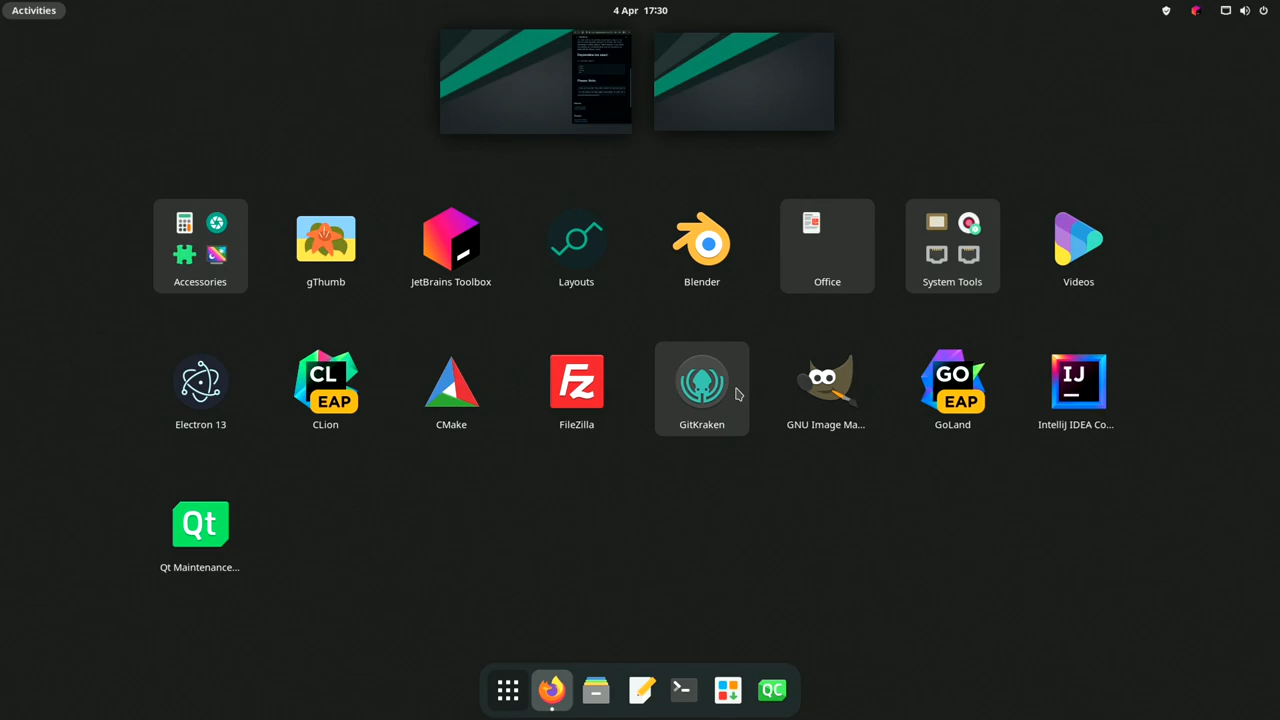 Activities
4 Apr 17:30
Accessories
gThumb
JetBrains Toolbox
Layouts
Blender
Office
System Tools
Videos
Electron 13
CL
EAP
CLion
CMake
Fz
FileZilla
GitKraken
GNU Image Ma...
GO
EAP
GoLand
IJ
IntelliJ IDEA Co...
Qt
Qt Maintenance...
QC